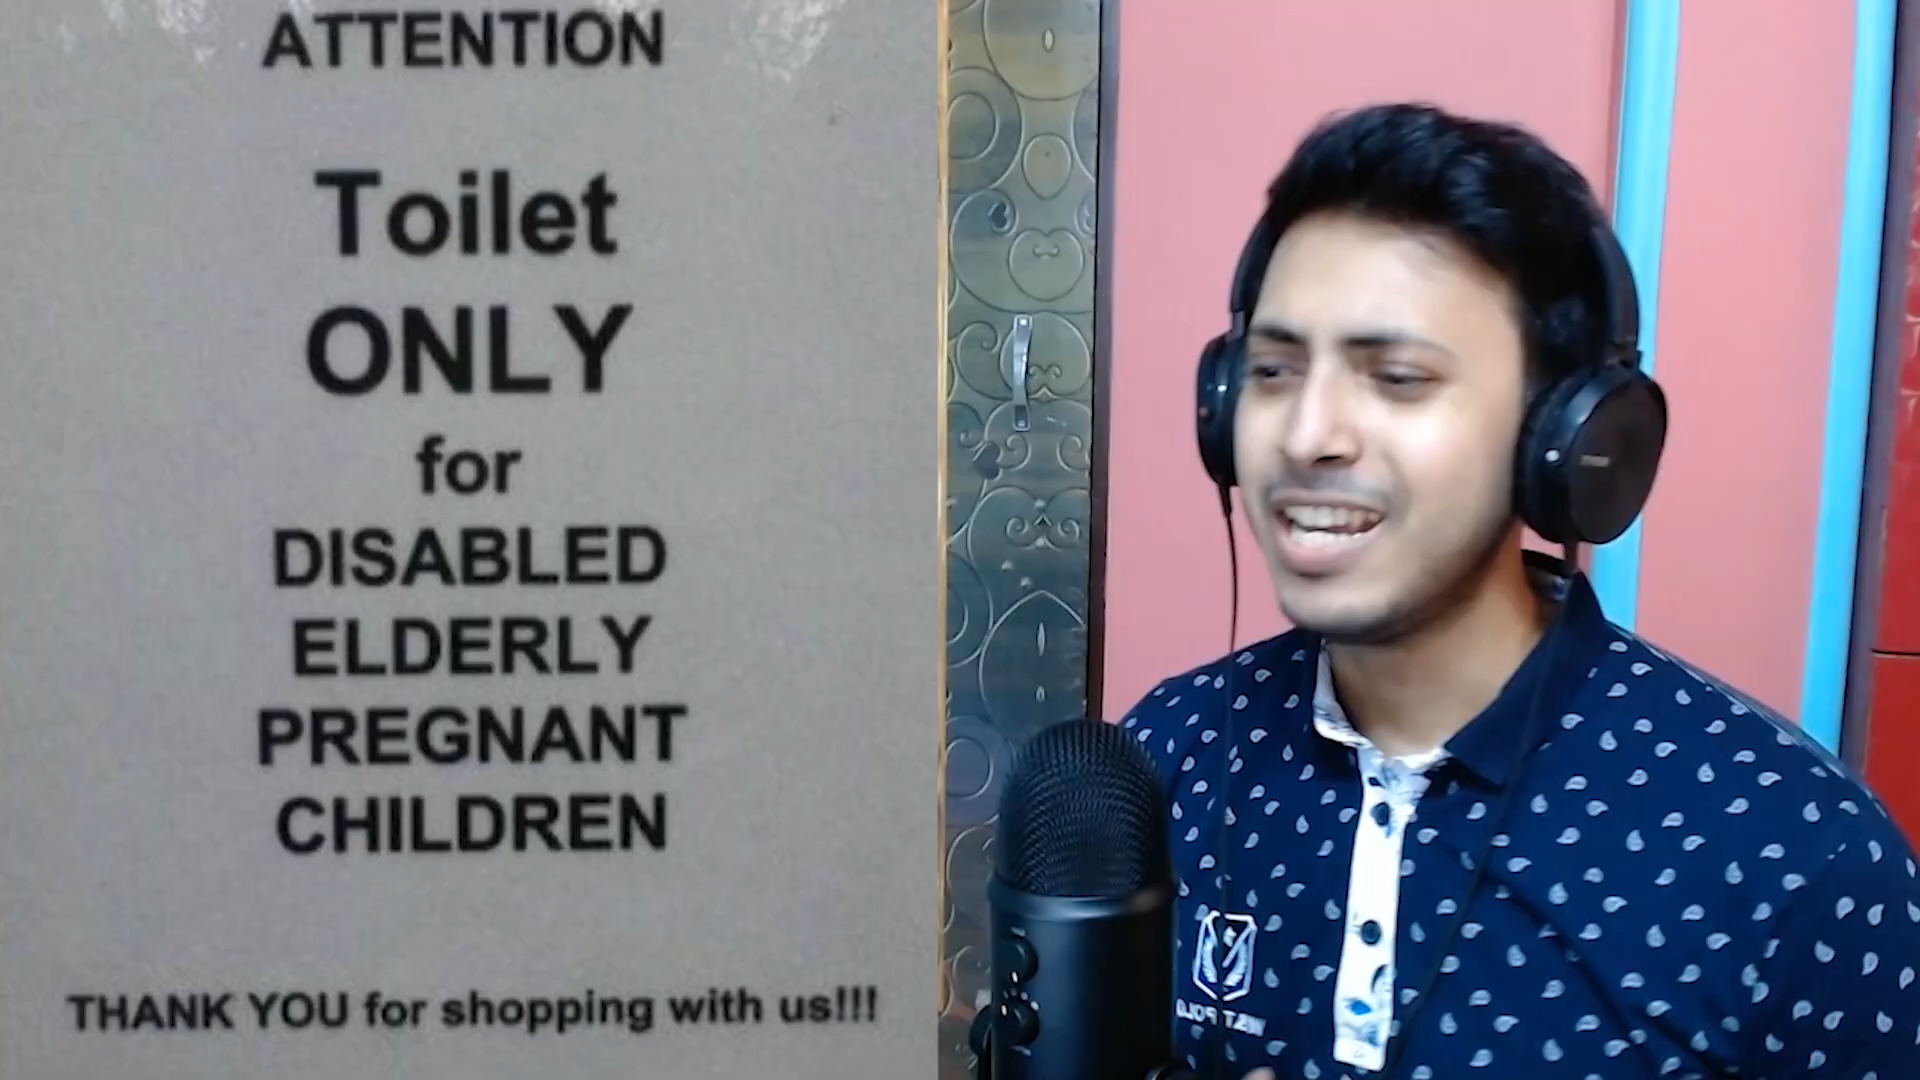 ATTENTION
Toilet
ONLY
for
DISABLED
ELDERLY
PREGNANT
CHILDREN
THANK YOU for shopping with us!!!